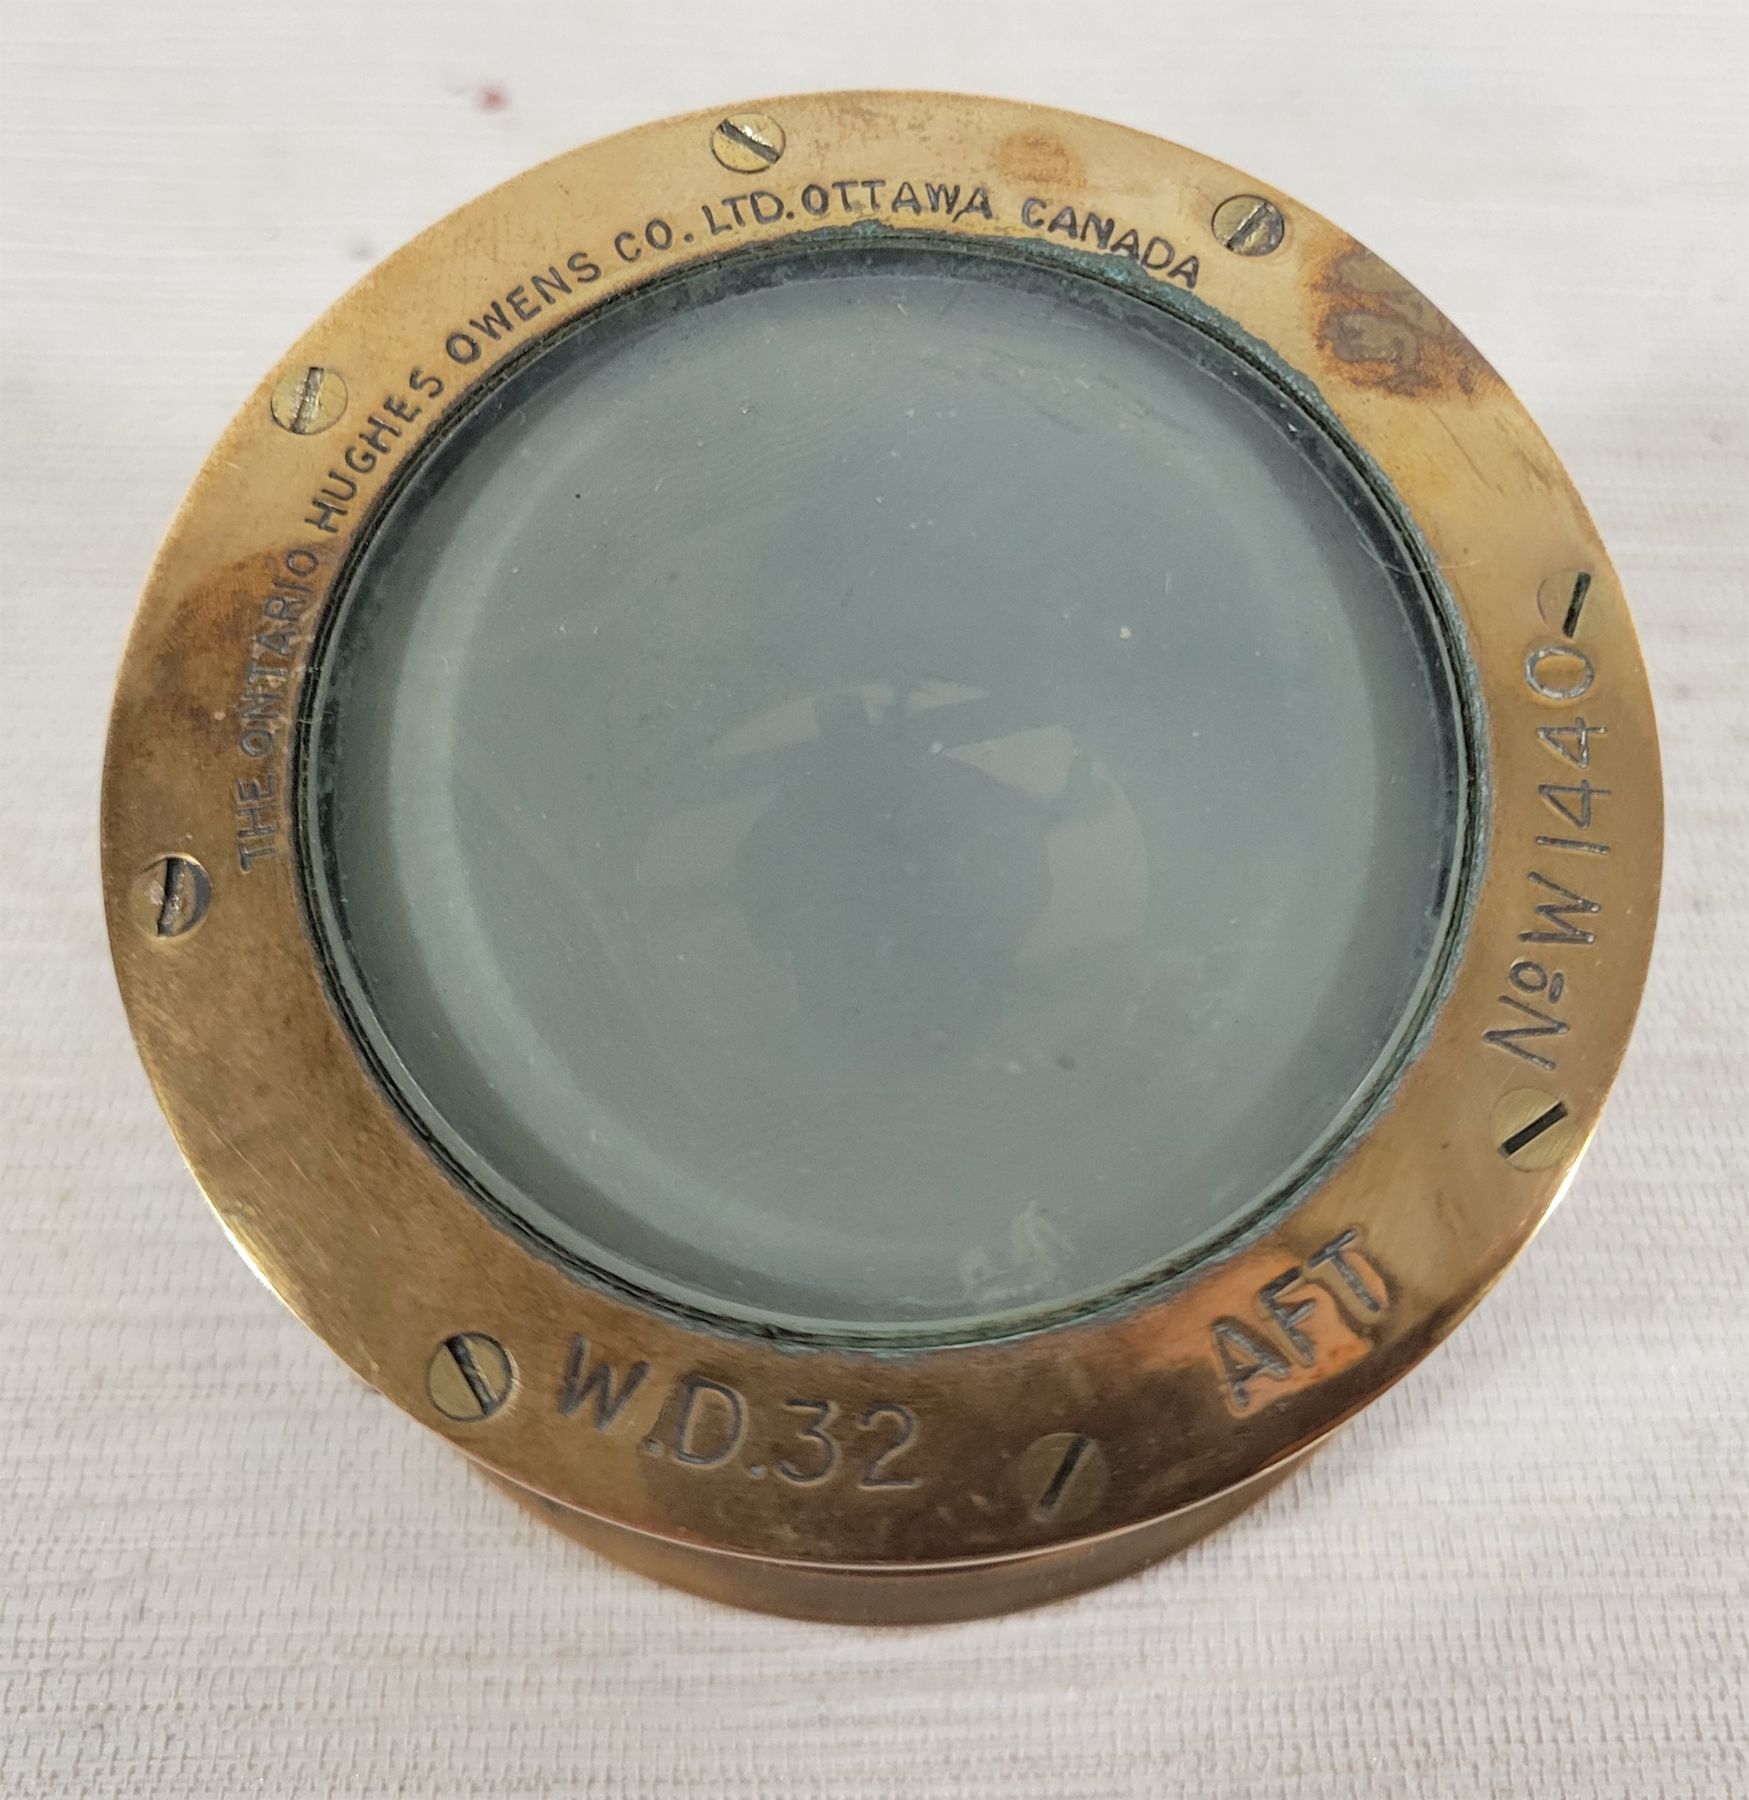 THE ONTARIO HUGHES OWENS CO. LTD. OTTAWA CANADA
Nº W1440
AFT
W.D.32